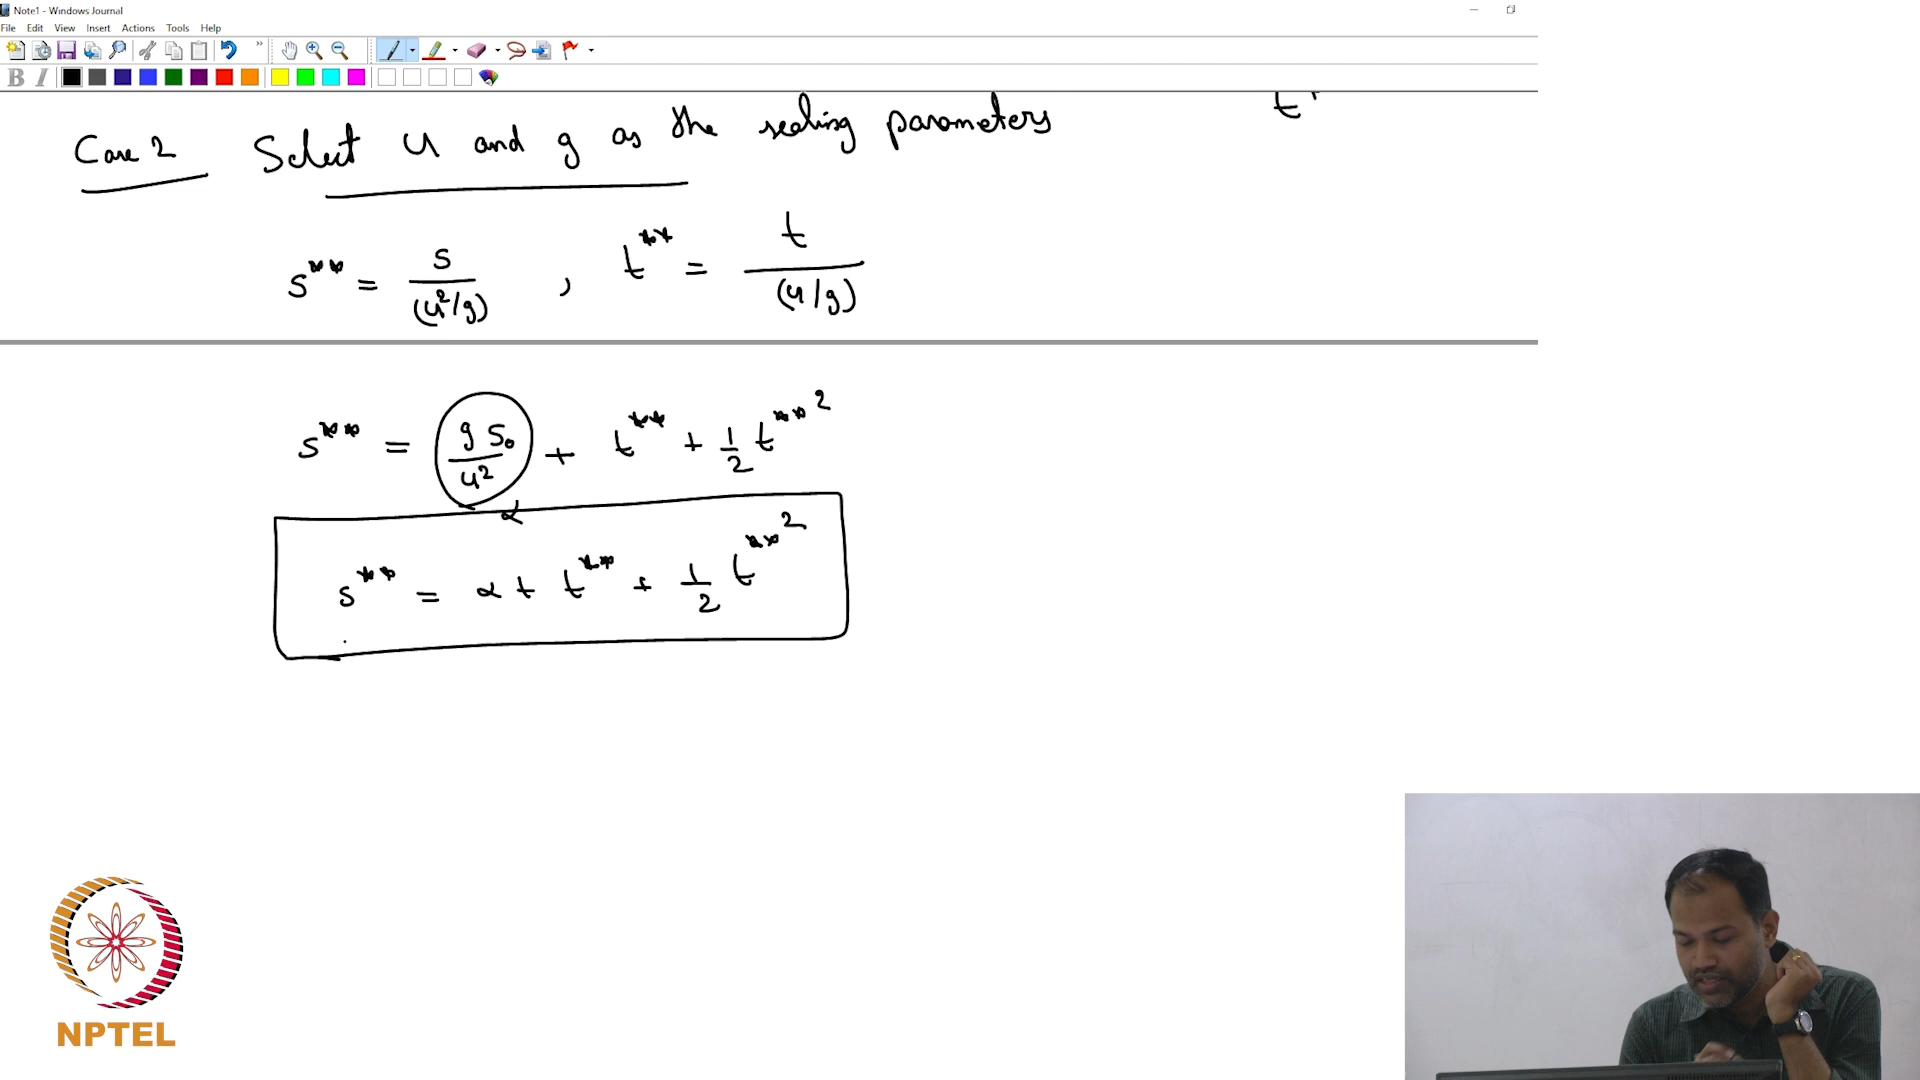 Note1 - Windows Journal
File Edit View Insert Actions Tools Help
B I
t
Case 2 Select u and g as the scaling parameters
s** = s/(u²/g) , t** = t/(u/g)
s** = g s₀/u² + t** + 1/2 t**²
α
s** = α + t** + 1/2 t**²
NPTEL